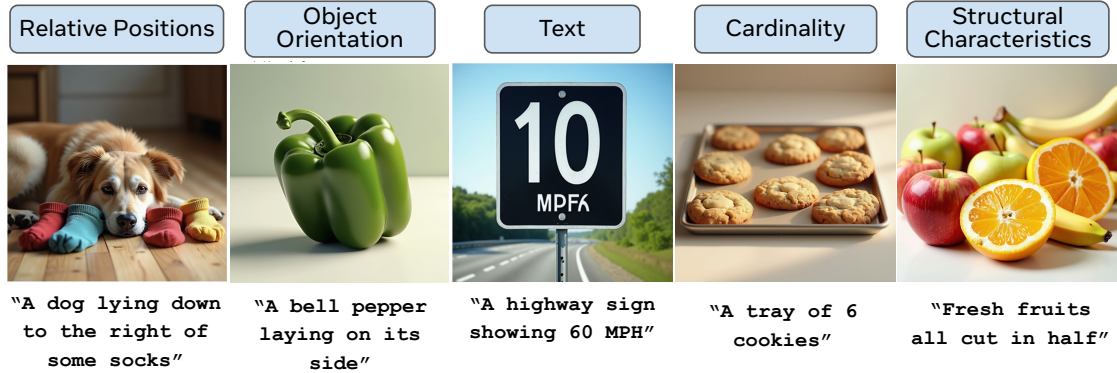 Relative Positions
Object
Orientation
Text
Cardinality
Structural
Characteristics
10
MPFK
"A dog lying down
to the right of
some socks"
"A bell pepper
laying on its
side"
"A highway sign
showing 60 MPH"
"A tray of 6
cookies"
"Fresh fruits
all cut in half"